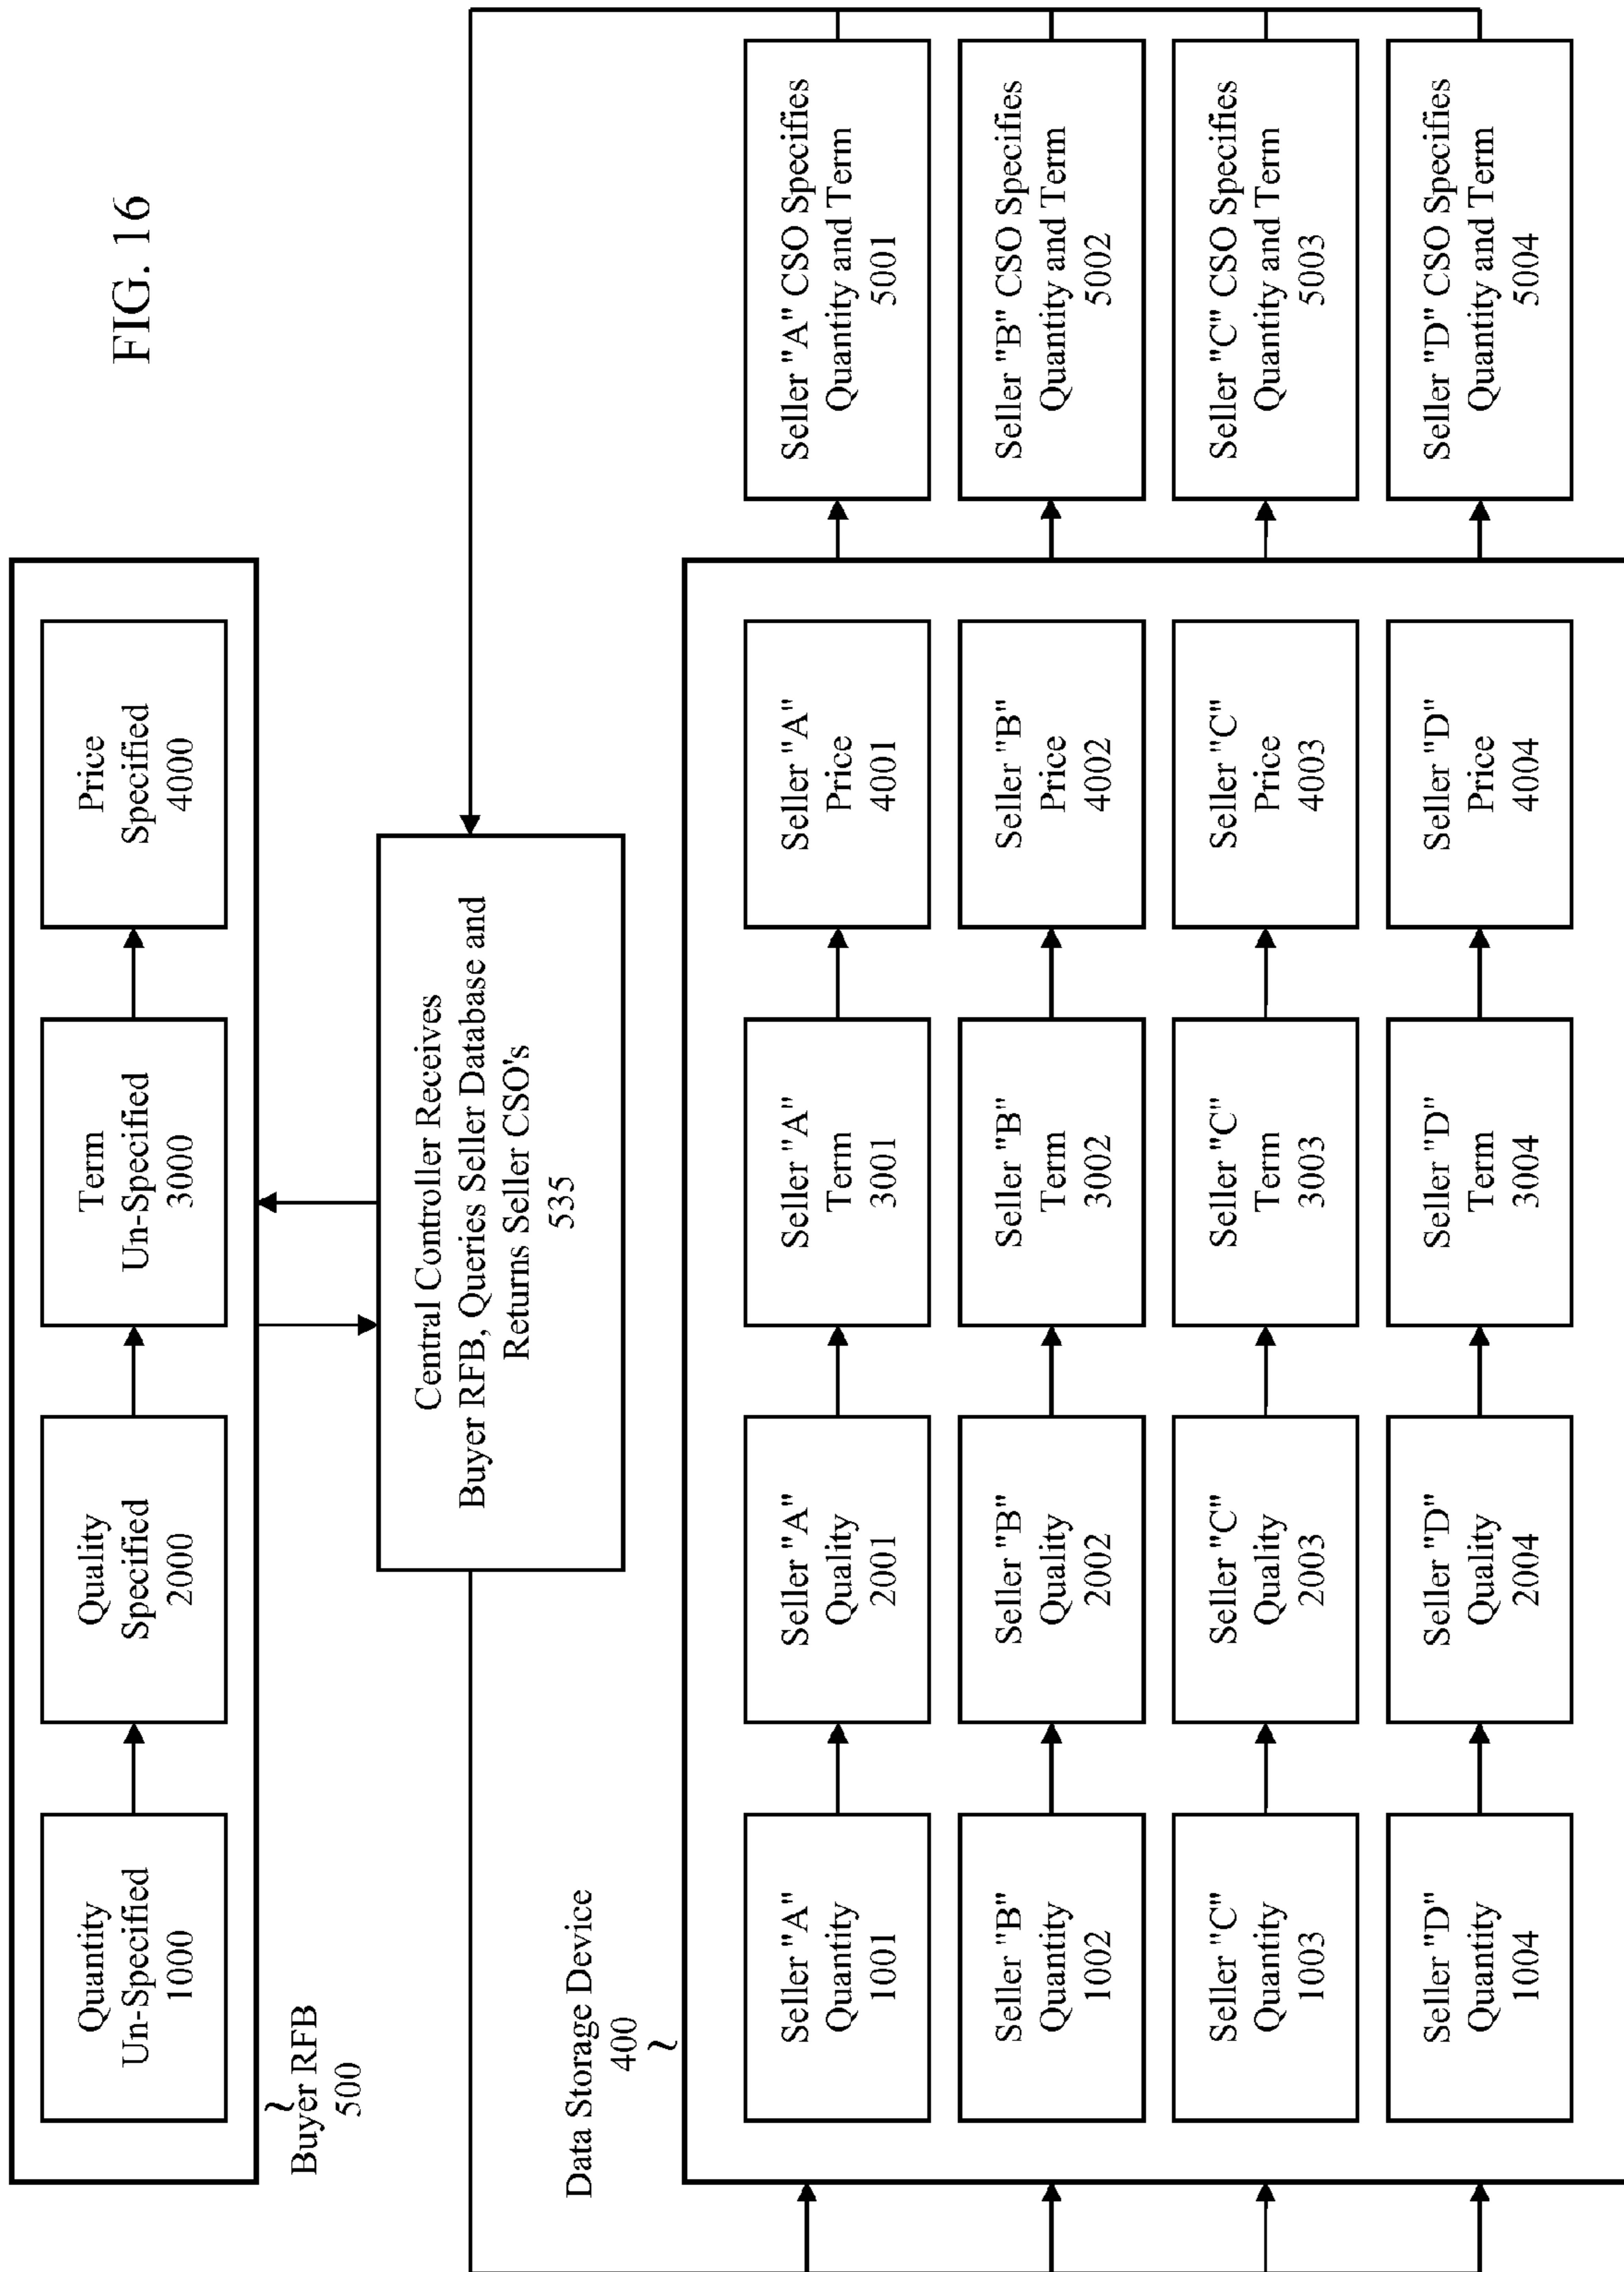 FIG. 16
Quantity
Un-Specified
1000
Quality
Specified
2000
Term
Un-Specified
3000
Price
Specified
4000
Buyer RFB
500
Central Controller Receives
Buyer RFB, Queries Seller Database and
Returns Seller CSO's
535
Data Storage Device
400
Seller "A"
Quantity
1001
Seller "A"
Quality
2001
Seller "A"
Term
3001
Seller "A"
Price
4001
Seller "A" CSO Specifies
Quantity and Term
5001
Seller "B"
Quantity
1002
Seller "B"
Quality
2002
Seller "B"
Term
3002
Seller "B"
Price
4002
Seller "B" CSO Specifies
Quantity and Term
5002
Seller "C"
Quantity
1003
Seller "C"
Quality
2003
Seller "C"
Term
3003
Seller "C"
Price
4003
Seller "C" CSO Specifies
Quantity and Term
5003
Seller "D"
Quantity
1004
Seller "D"
Quality
2004
Seller "D"
Term
3004
Seller "D"
Price
4004
Seller "D" CSO Specifies
Quantity and Term
5004